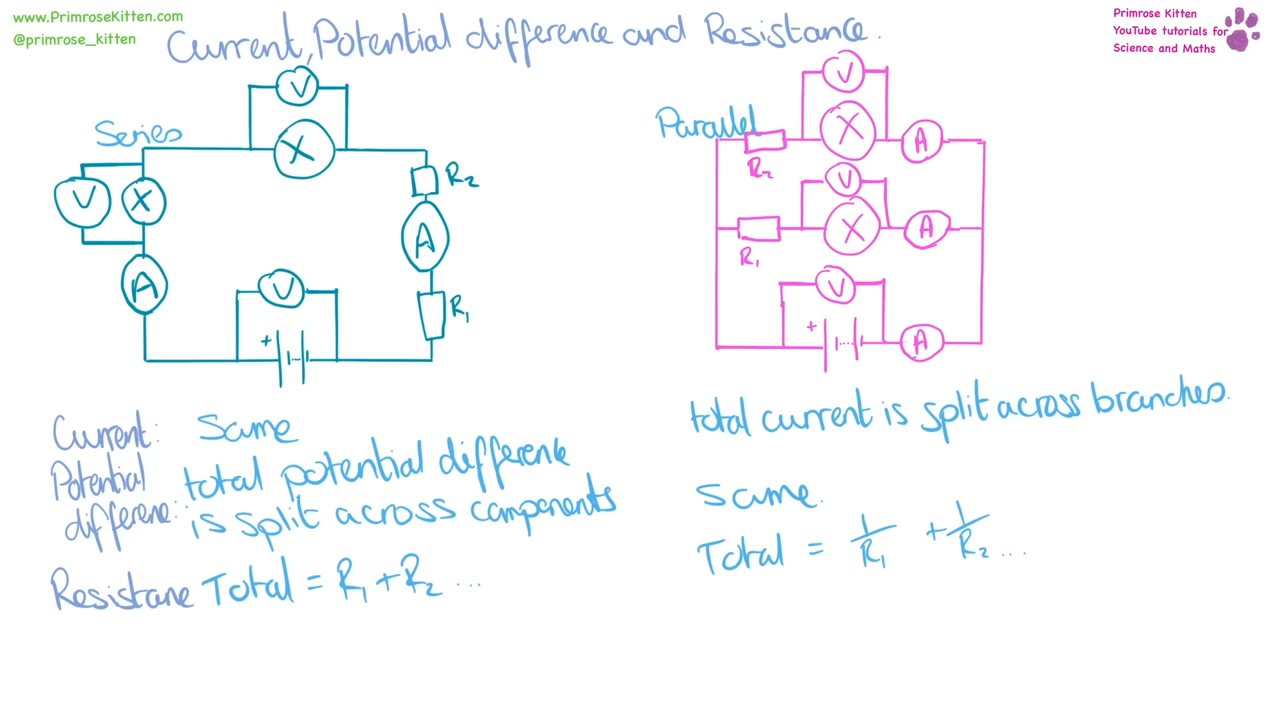 www.PrimroseKitten.com
@primrose_kitten
Current, Potential difference and Resistance.
Primrose Kitten
YouTube tutorials for
Science and Maths
Series
V
X
V
X
A
R2
A
R1
V
+
Parallel
V
X
A
R2
V
X
A
R1
V
+
A
Current: Same
Potential total potential difference
difference: is split across components
Resistane Total = R1 + R2 ...
total current is split across branches.
Same.
Total = 1/R1 + 1/R2 ...